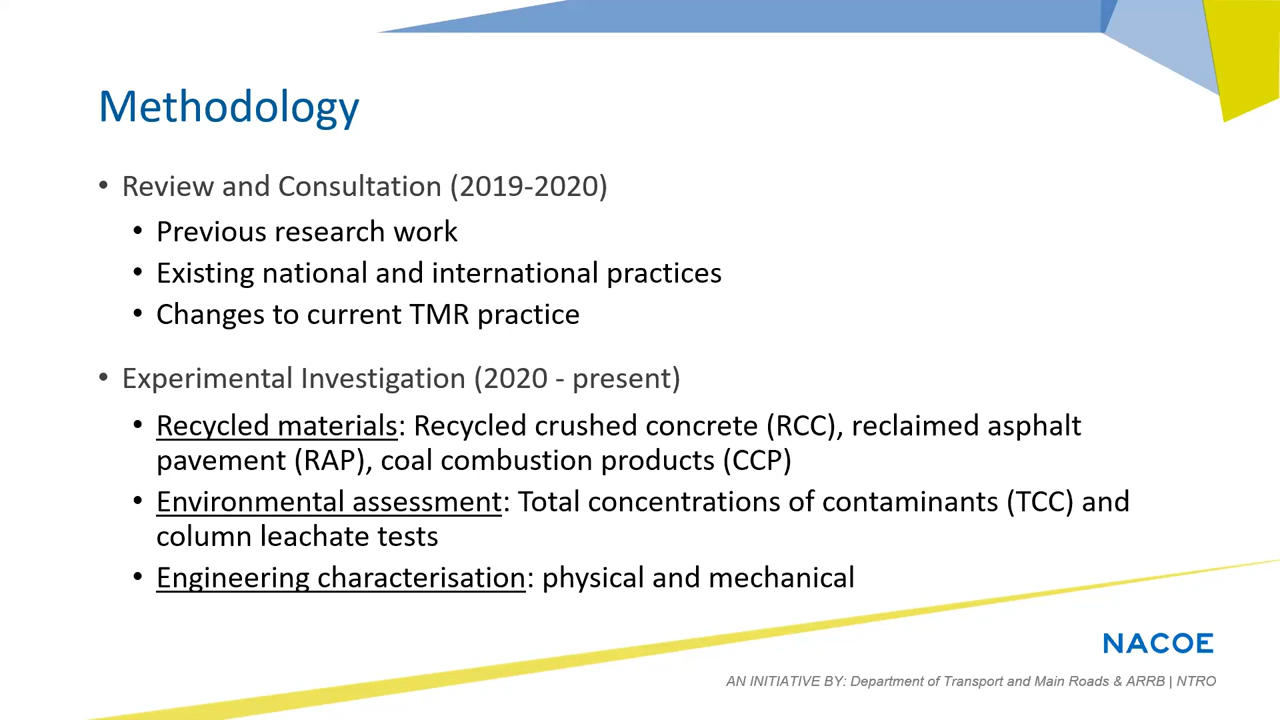 Methodology
• Review and Consultation (2019-2020)
• Previous research work
• Existing national and international practices
• Changes to current TMR practice
• Experimental Investigation (2020 - present)
• Recycled materials: Recycled crushed concrete (RCC), reclaimed asphalt
pavement (RAP), coal combustion products (CCP)
• Environmental assessment: Total concentrations of contaminants (TCC) and
column leachate tests
• Engineering characterisation: physical and mechanical
NACOE
AN INITIATIVE BY: Department of Transport and Main Roads & ARRB | NTRO